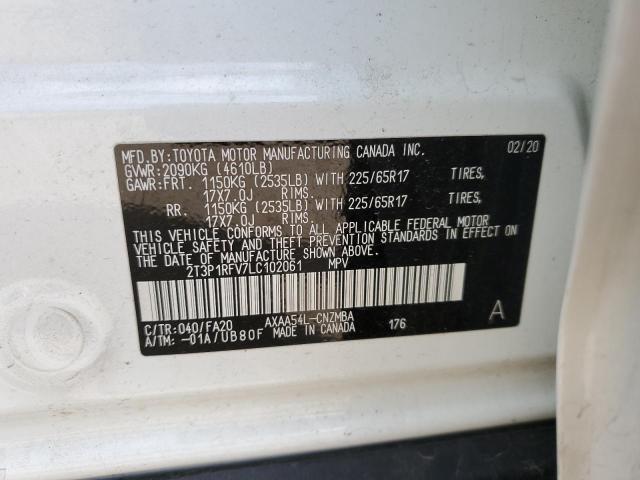 MFD.BY:TOYOTA MOTOR MANUFACTURING CANADA INC. 02/20
GVWR:2090KG (4610LB)
GAWR:FRT. 1150KG (2535LB) WITH 225/65R17 TIRES,
17X7.0J RIMS
RR. 1150KG (2535LB) WITH 225/65R17 TIRES,
17X7.0J RIMS
THIS VEHICLE CONFORMS TO ALL APPLICABLE FEDERAL MOTOR
VEHICLE SAFETY AND THEFT PREVENTION STANDARDS IN EFFECT
ON THE DATE OF MANUFACTURE SHOWN ABOVE.
2T3P1RFV7LC102061 MPV
C/TR:040/FA20 AXAA54L-CNZMBA 176 A
A/TM: -01A/UB80F MADE IN CANADA